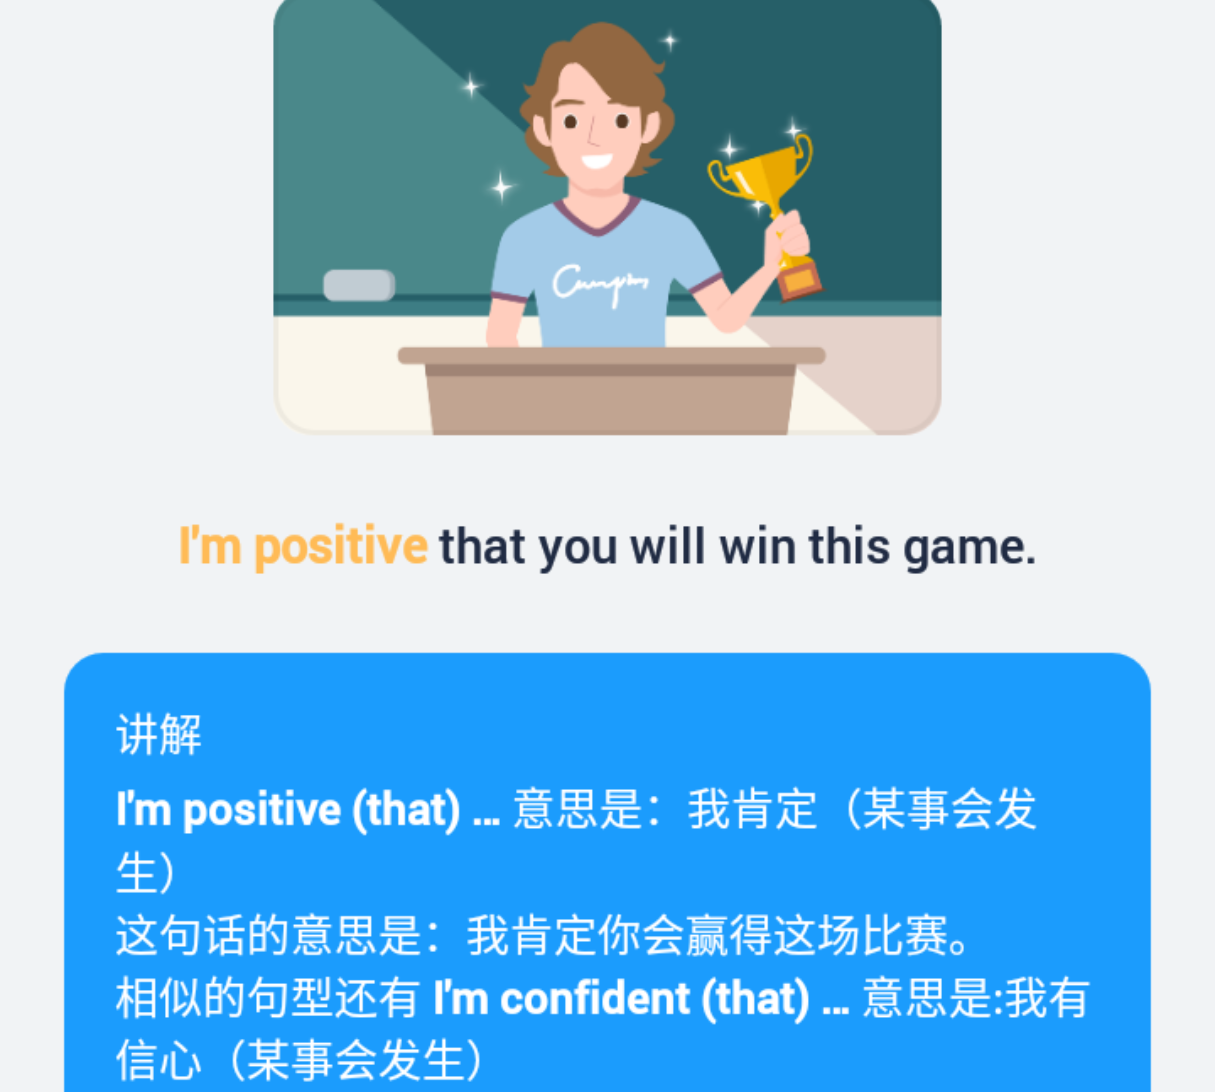 I'm positive that you will win this game.
讲解
I'm positive (that) ... 意思是：我肯定（某事会发
生）
这句话的意思是：我肯定你会赢得这场比赛。
相似的句型还有 I'm confident (that) ... 意思是:我有
信心（某事会发生）